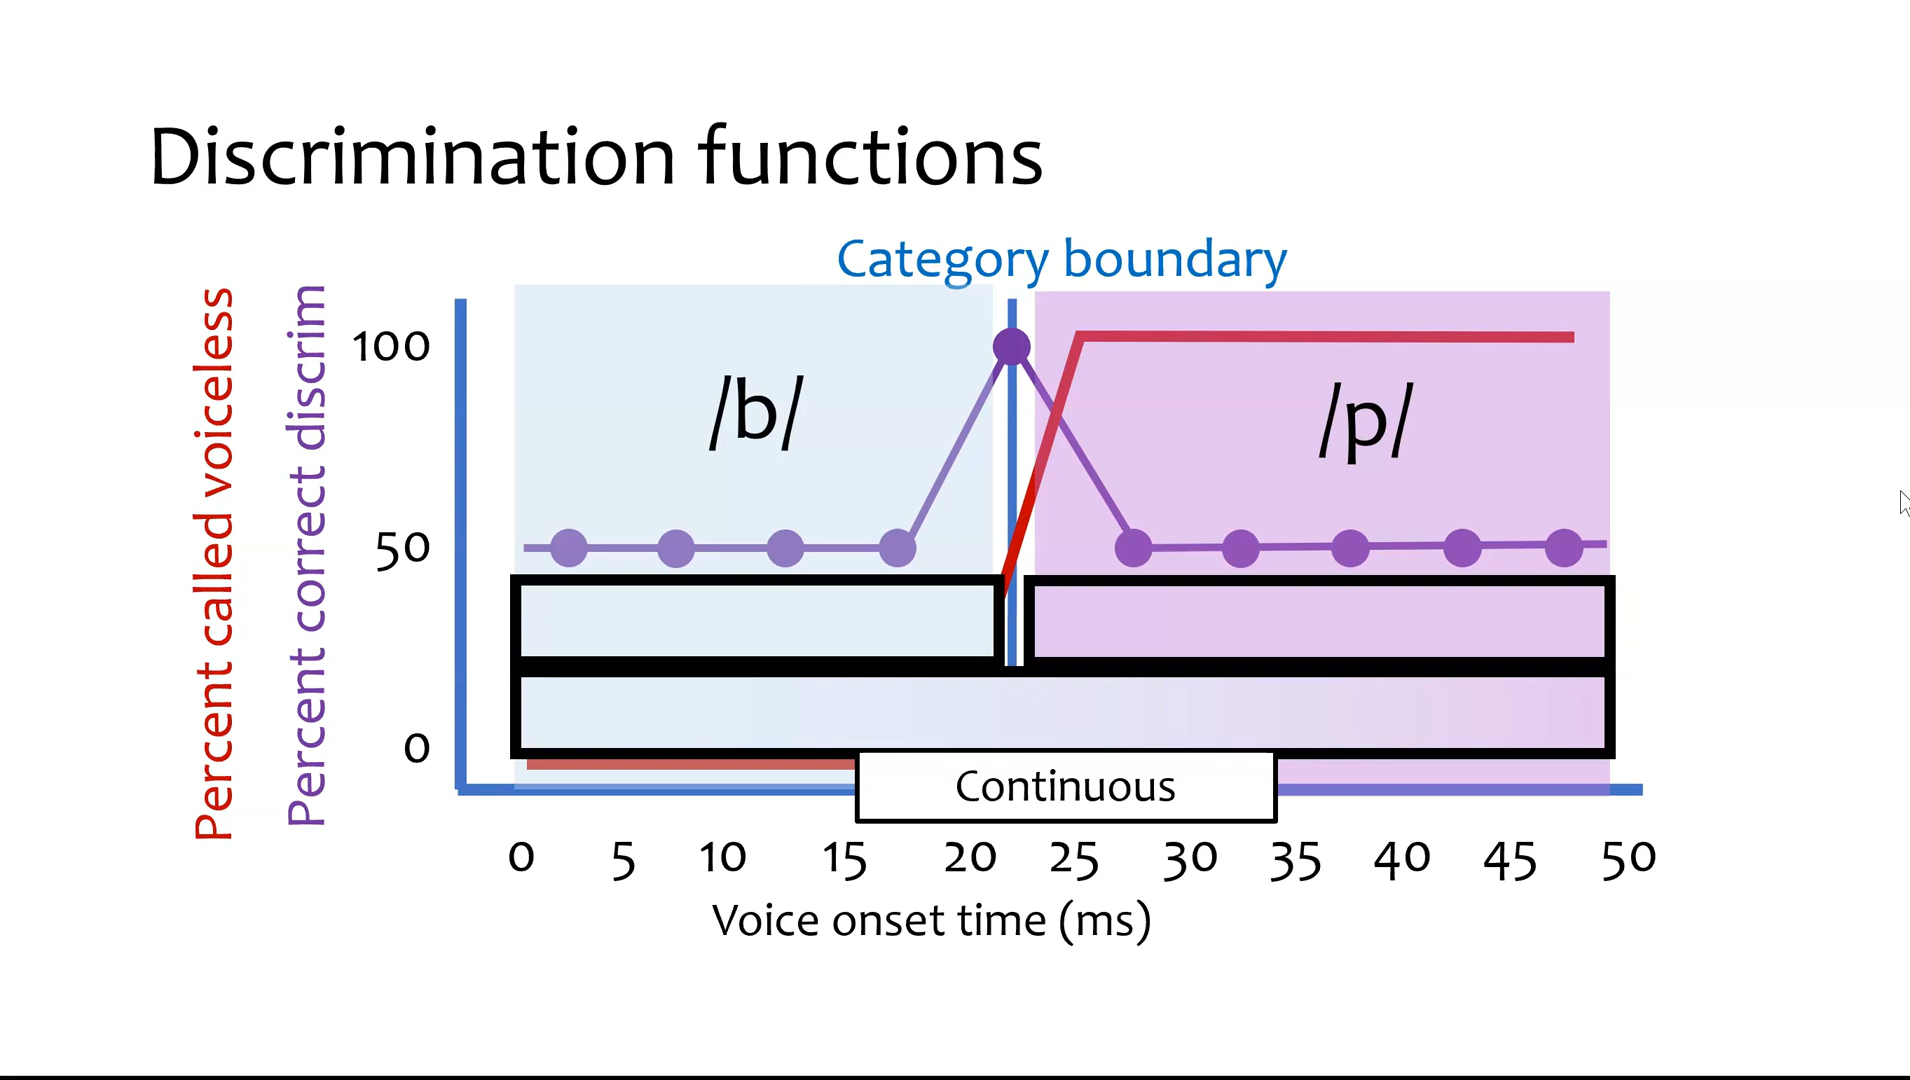 Discrimination functions
Category boundary
Percent called voiceless
Percent correct discrim
100
50
0
/b/
/p/
Continuous
0 5 10 15 20 25 30 35 40 45 50
Voice onset time (ms)